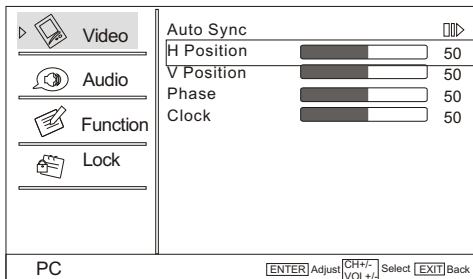 Video
Audio
Function
Lock
Auto Sync
H Position 50
V Position 50
Phase 50
Clock 50
PC
ENTER Adjust CH+/- VOL+/- Select EXIT Back